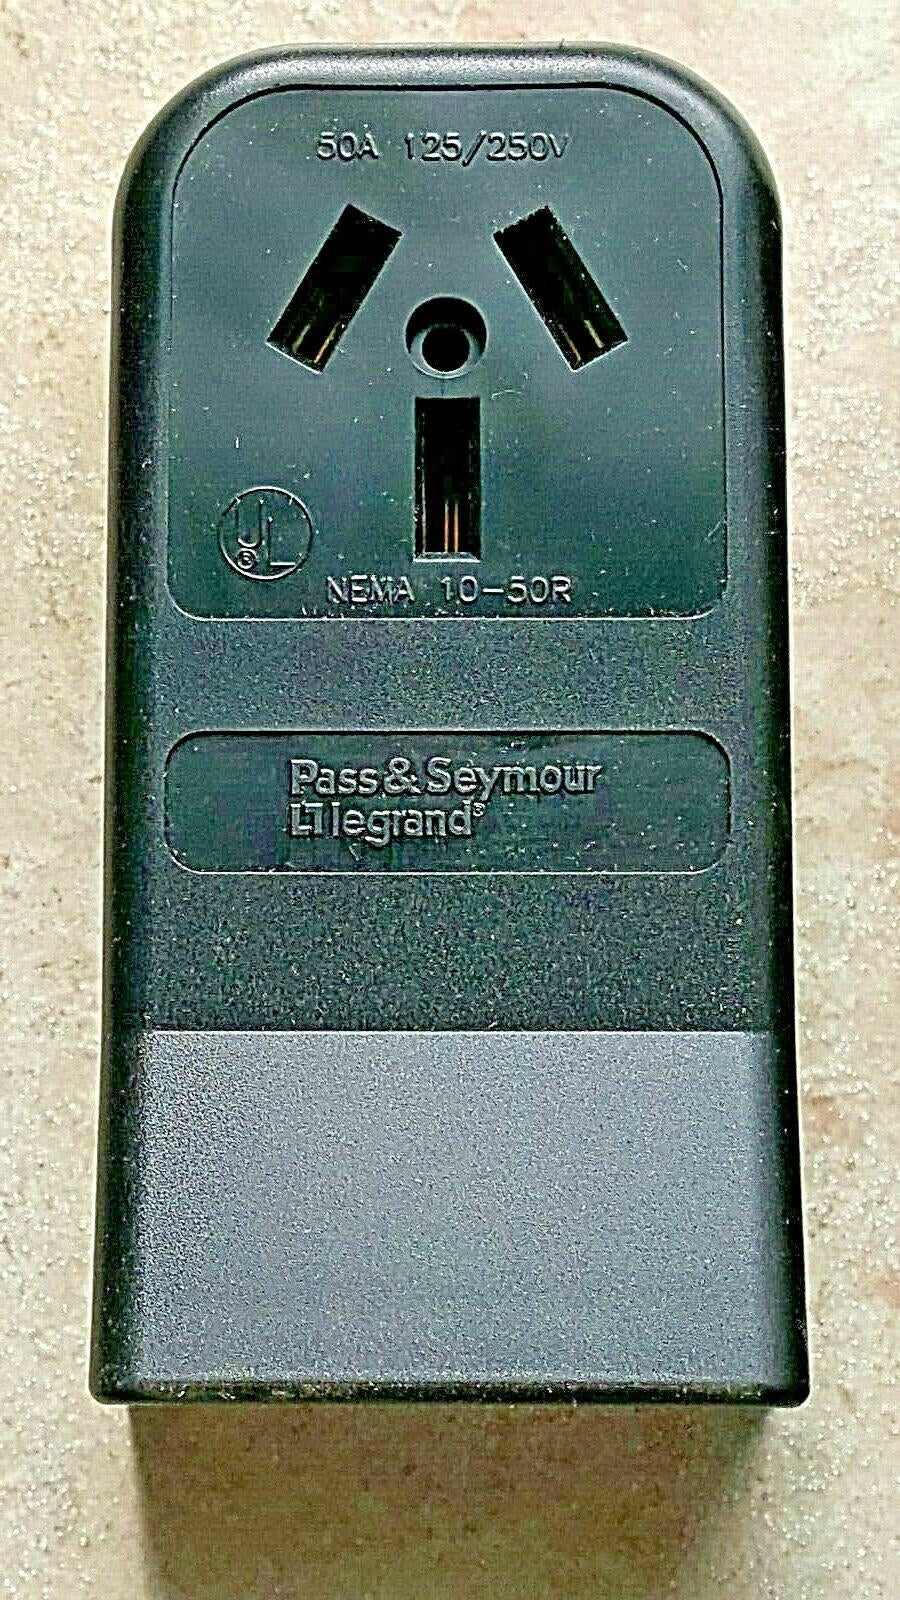 50A 125/250V
UL®
NEMA 10-50R
Pass&Seymour
legrand®